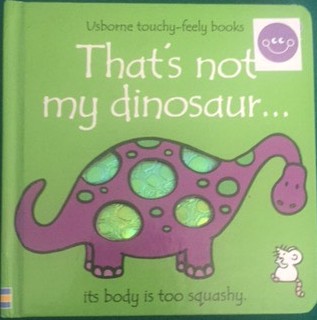 Usborne touchy-feely books
That's not
my dinosaur...
its body is too squashy.